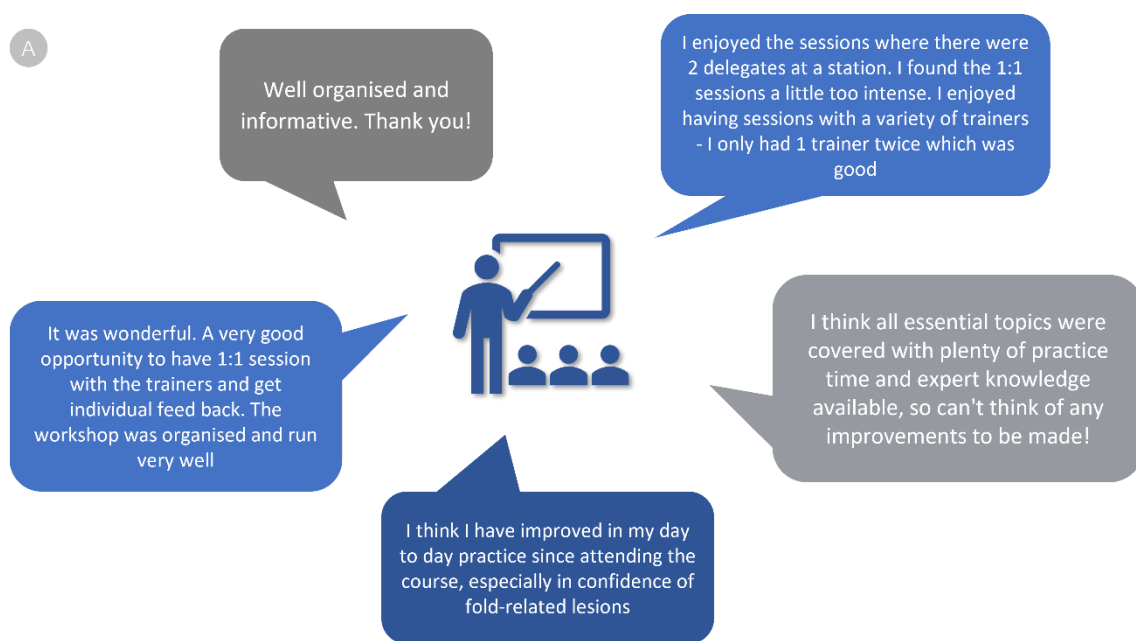 A
Well organised and
informative. Thank you!
I enjoyed the sessions where there were
2 delegates at a station. I found the 1:1
sessions a little too intense. I enjoyed
having sessions with a variety of trainers
- I only had 1 trainer twice which was
good
It was wonderful. A very good
opportunity to have 1:1 session
with the trainers and get
individual feed back. The
workshop was organised and run
very well
I think all essential topics were
covered with plenty of practice
time and expert knowledge
available, so can't think of any
improvements to be made!
I think I have improved in my day
to day practice since attending the
course, especially in confidence of
fold-related lesions